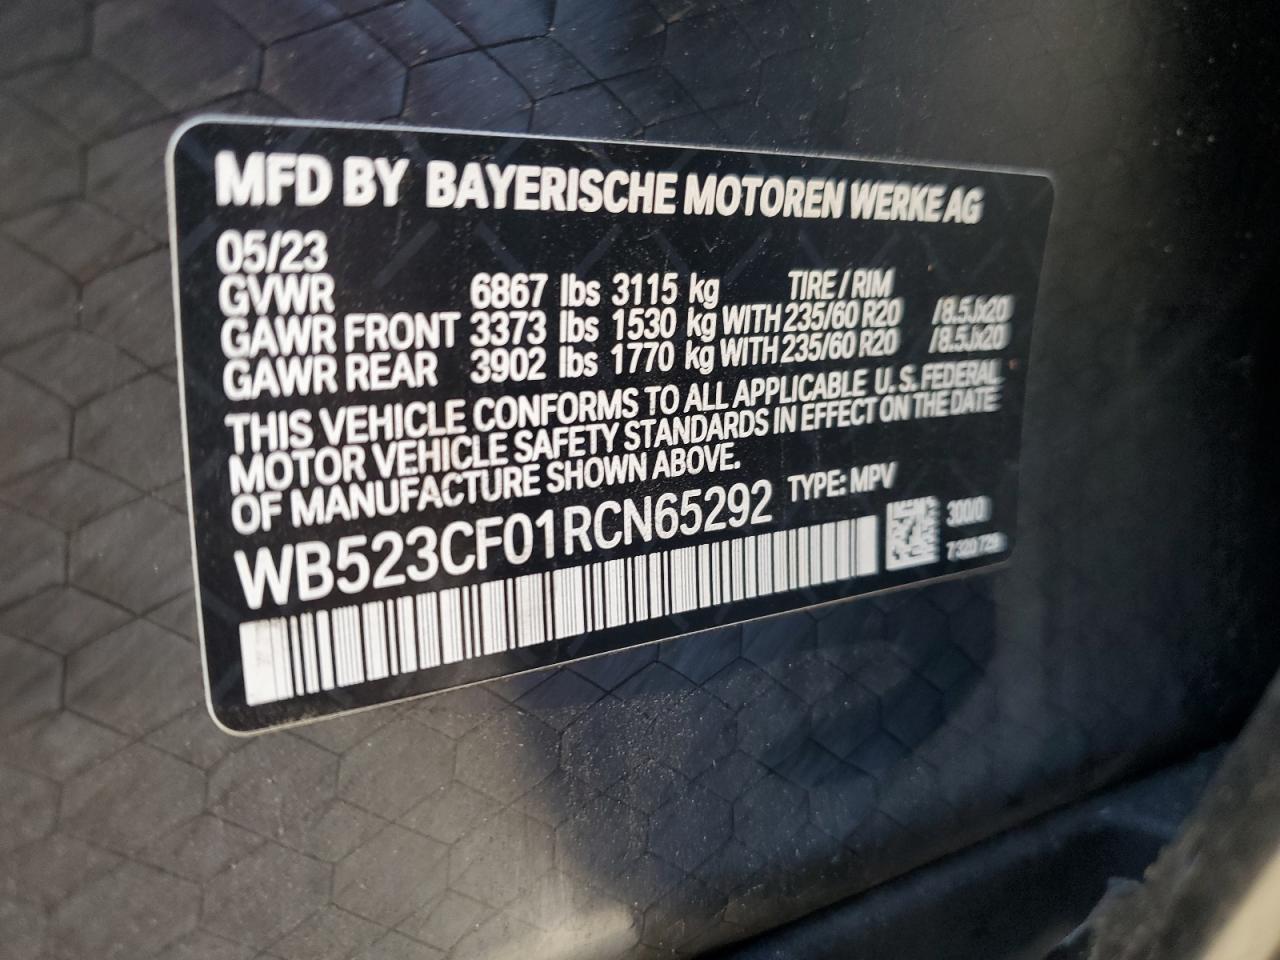 MFD BY BAYERISCHE MOTOREN WERKE AG
05/23
GVWR 6867 lbs 3115 kg TIRE / RIM
GAWR FRONT 3373 lbs 1530 kg WITH 235/60 R20 /8.5Jx20
GAWR REAR 3902 lbs 1770 kg WITH 235/60 R20 /8.5Jx20
THIS VEHICLE CONFORMS TO ALL APPLICABLE U.S. FEDERAL
MOTOR VEHICLE SAFETY STANDARDS IN EFFECT ON THE DATE
OF MANUFACTURE SHOWN ABOVE.
WB523CF01RCN65292 TYPE: MPV
300/0